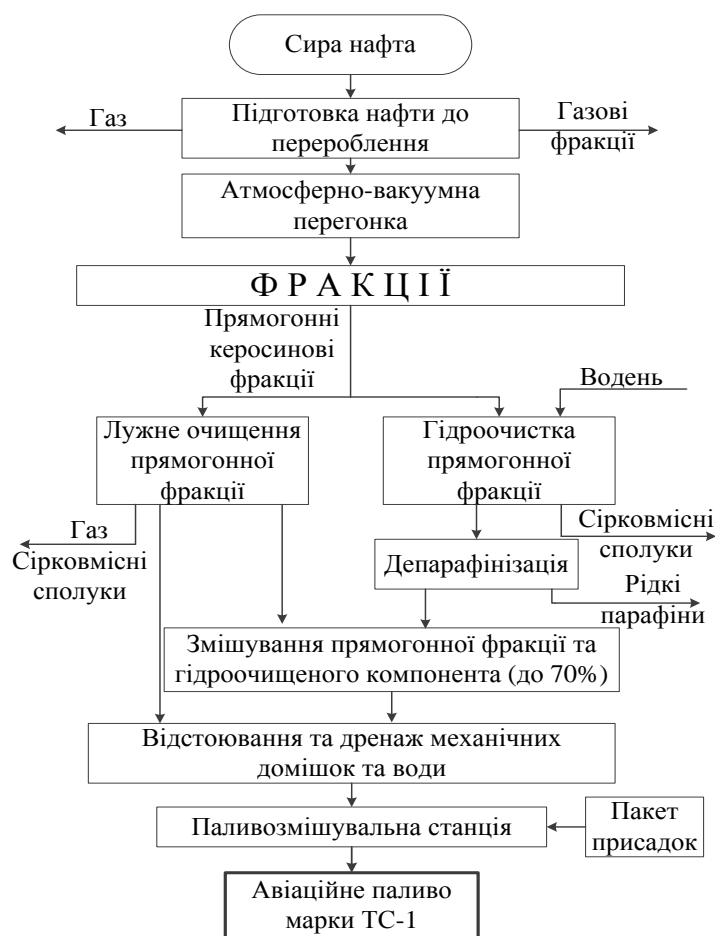 Сира нафта
Газ
Підготовка нафти до
перероблення
Газові
фракції
Атмосферно-вакуумна
перегонка
Ф Р А К Ц І Ї
Прямогонні
керосинові
фракції
Водень
Лужне очищення
прямогонної
фракції
Гідроочистка
прямогонної
фракції
Газ
Сірковмісні
сполуки
Сірковмісні
сполуки
Депарафінізація
Рідкі
парафіни
Змішування прямогонної фракції та
гідроочищеного компонента (до 70%)
Відстоювання та дренаж механічних
домішок та води
Паливозмішувальна станція
Пакет
присадок
Авіаційне паливо
марки ТС-1